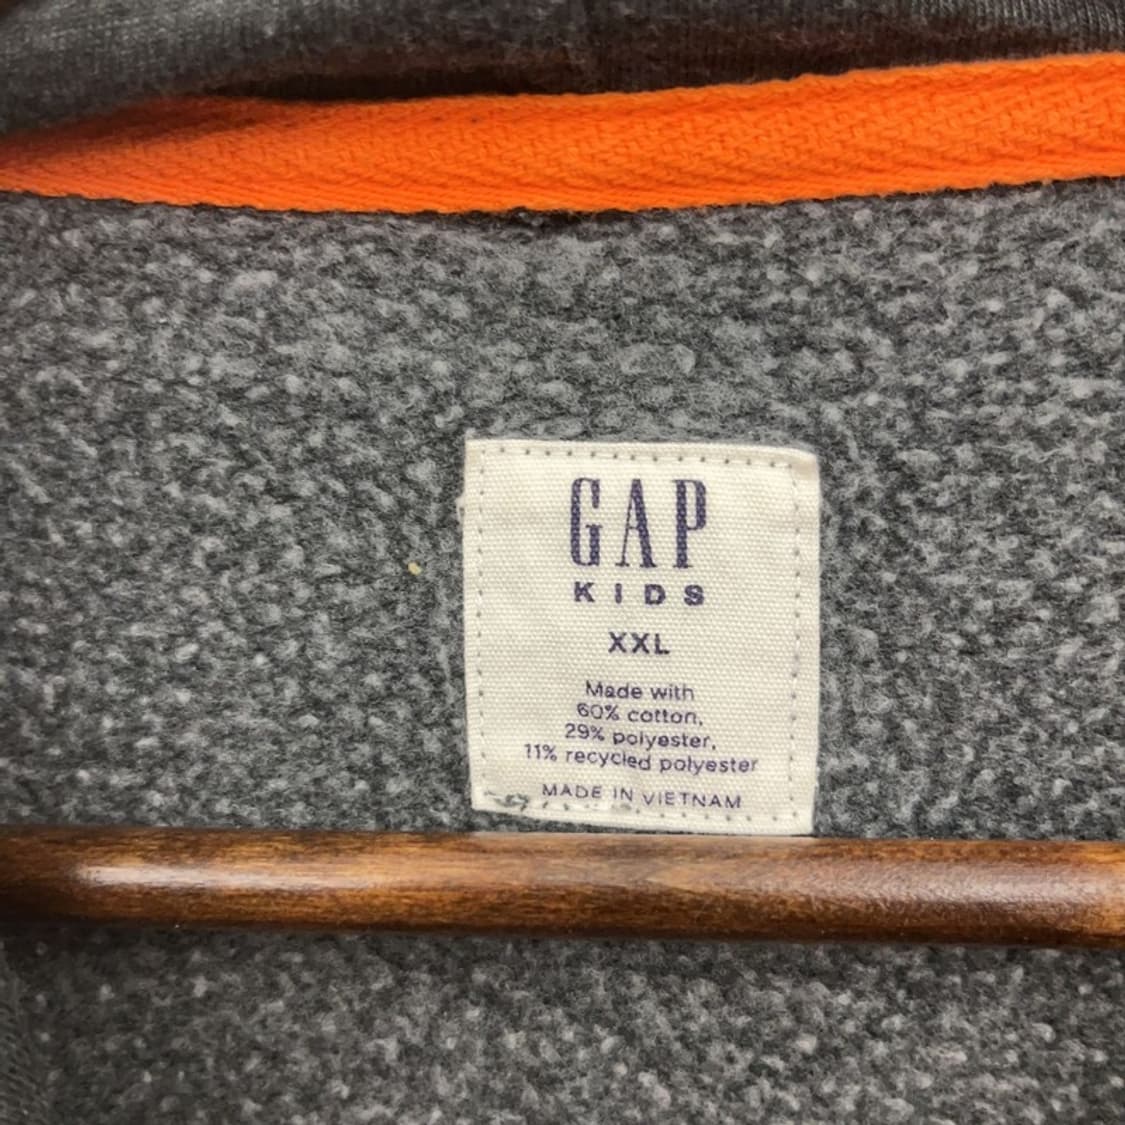 GAP
KIDS
XXL
Made with
60% cotton,
29% polyester,
11% recycled polyester
MADE IN VIETNAM